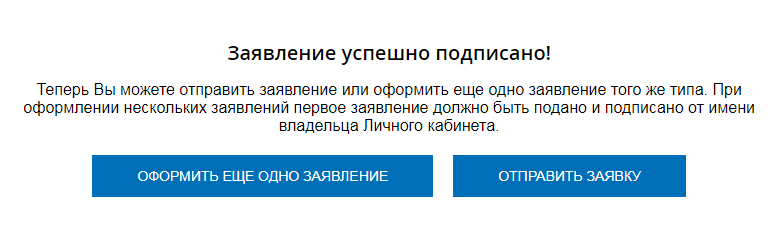 Заявление успешно подписано!
Теперь Вы можете отправить заявление или оформить еще одно заявление того же типа. При
оформлении нескольких заявлений первое заявление должно быть подано и подписано от имени
владельца Личного кабинета.
ОФОРМИТЬ ЕЩЕ ОДНО ЗАЯВЛЕНИЕ
ОТПРАВИТЬ ЗАЯВКУ